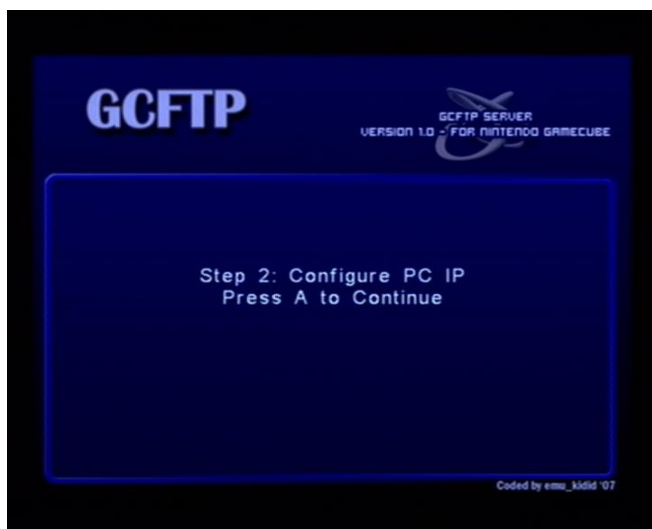 GCFTP
GCFTP SERVER
VERSION 1.0 - FOR NINTENDO GAMECUBE
Step 2: Configure PC IP
Press A to Continue
Coded by emu_kidid '07